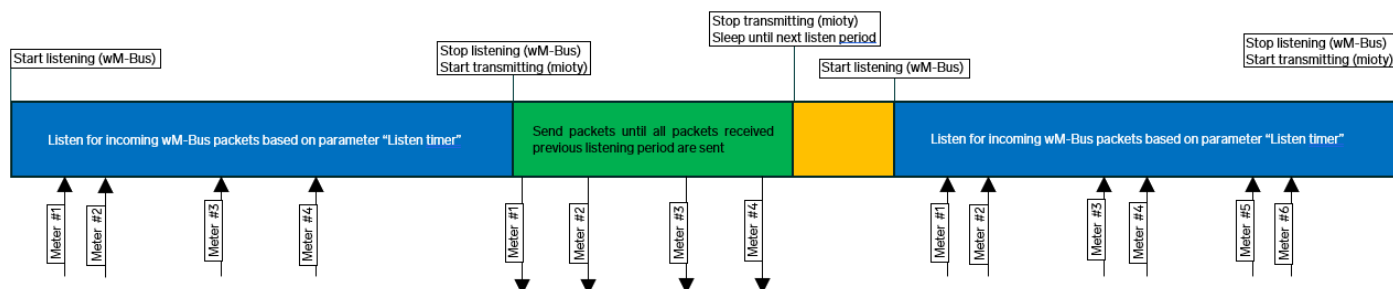 Start listening (wM-Bus)
Stop listening (wM-Bus)
Start transmitting (mioty)
Stop transmitting (mioty)
Sleep until next listen period
Start listening (wM-Bus)
Stop listening (wM-Bus)
Start transmitting (mioty)
Listen for incoming wM-Bus packets based on parameter “Listen timer”
Send packets until all packets received
previous listening period are sent
Listen for incoming wM-Bus packets based on parameter “Listen timer”
Meter #1
Meter #2
Meter #3
Meter #4
Meter #1
Meter #2
Meter #3
Meter #4
Meter #1
Meter #2
Meter #3
Meter #4
Meter #5
Meter #6